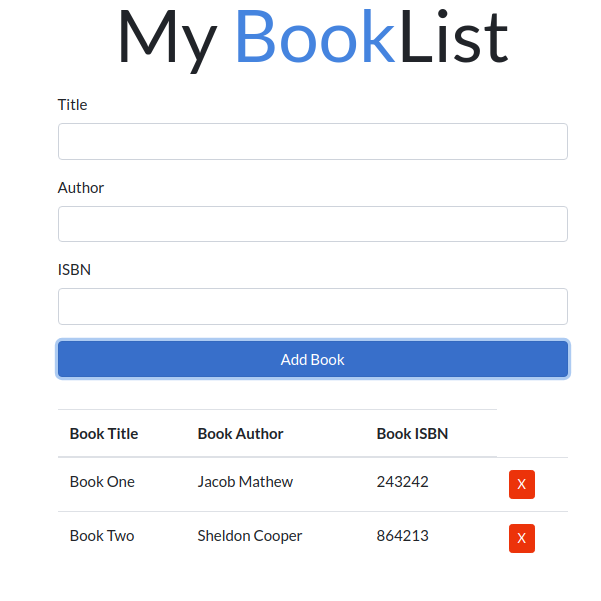 My BookList
Title
Author
ISBN
Add Book
Book Title Book Author Book ISBN
Book One Jacob Mathew 243242 X
Book Two Sheldon Cooper 864213 X